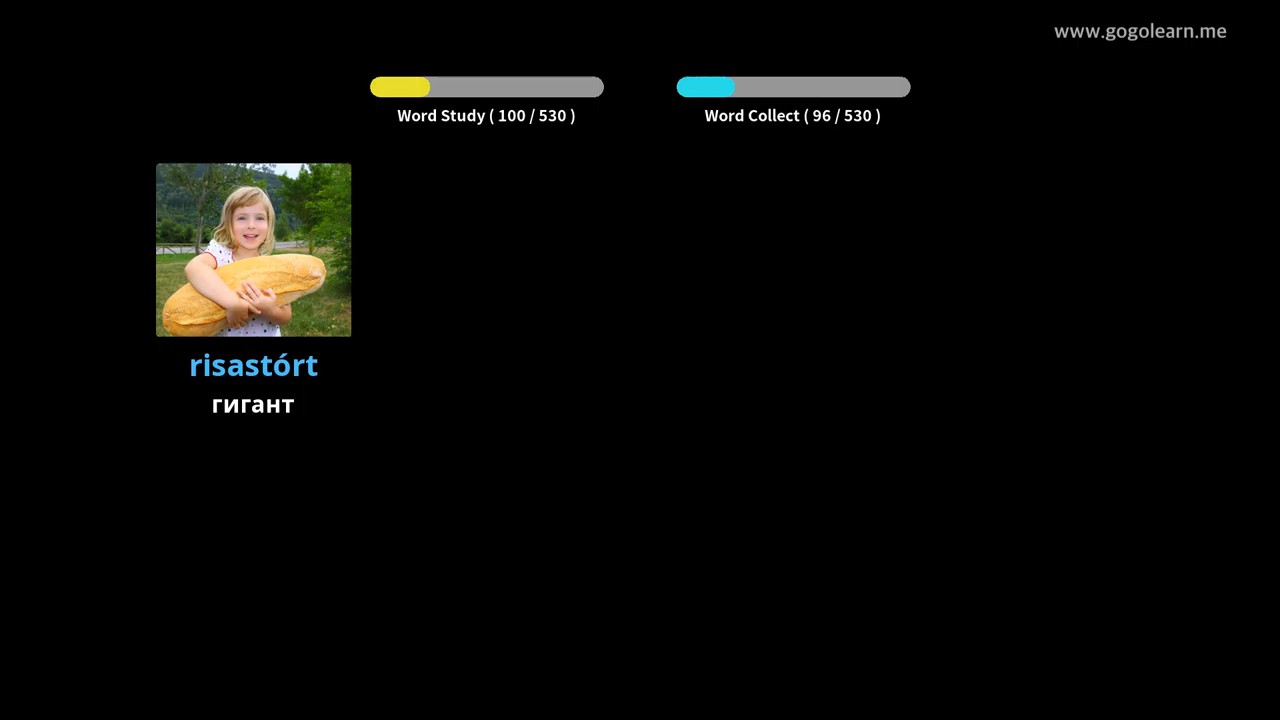 www.gogolearn.me
Word Study ( 100 / 530 )
Word Collect ( 96 / 530 )
risastórt
гигант